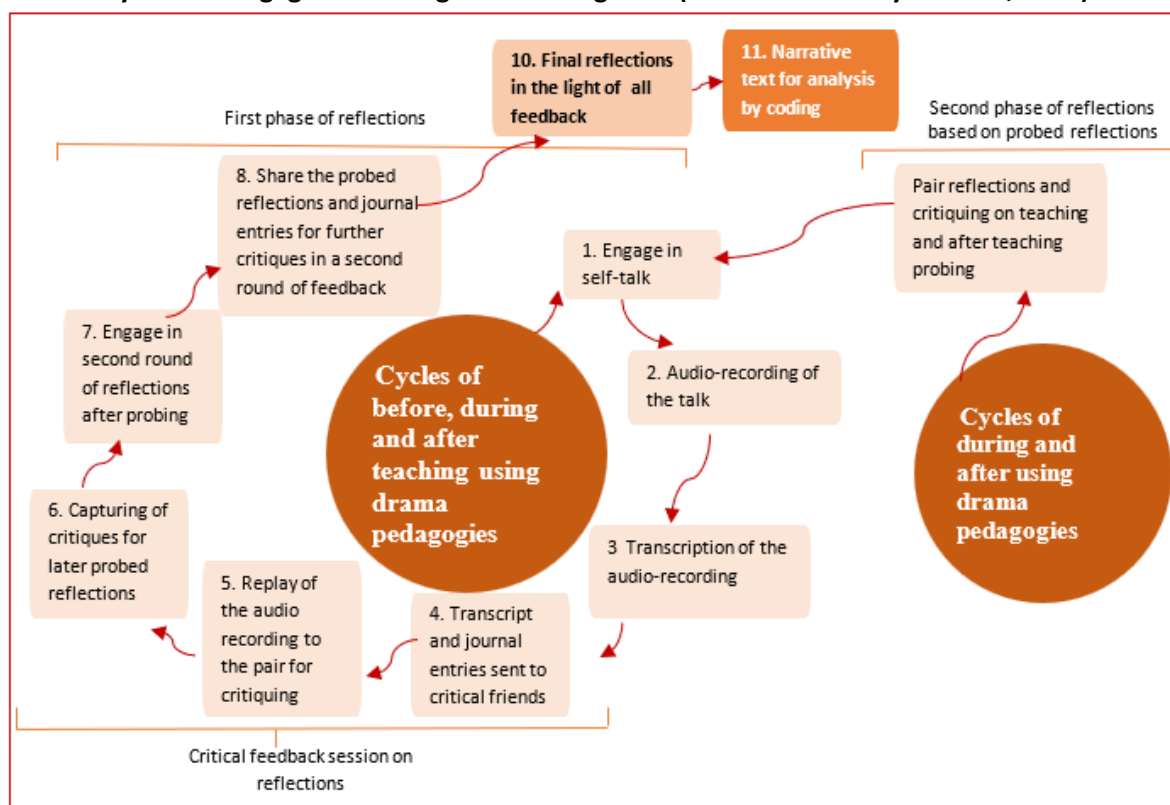 10. Final reflections
in the light of all
feedback
11. Narrative
text for analysis
by coding
First phase of reflections
Second phase of reflections
based on probed reflections
8. Share the probed
reflections and journal
entries for further
critiques in a second
round of feedback
Pair reflections and
critiquing on teaching
and after teaching
probing
1. Engage in
self-talk
7. Engage in
second round
of reflections
after probing
2. Audio-recording of
the talk
Cycles of
before, during
and after
teaching using
drama
pedagogies
Cycles of
during and
after using
drama
pedagogies
6. Capturing of
critiques for
later probed
reflections
3 Transcription of the
audio-recording
5. Replay of
the audio
recording to
the pair for
critiquing
4. Transcript
and journal
entries sent to
critical friends
Critical feedback session on
reflections